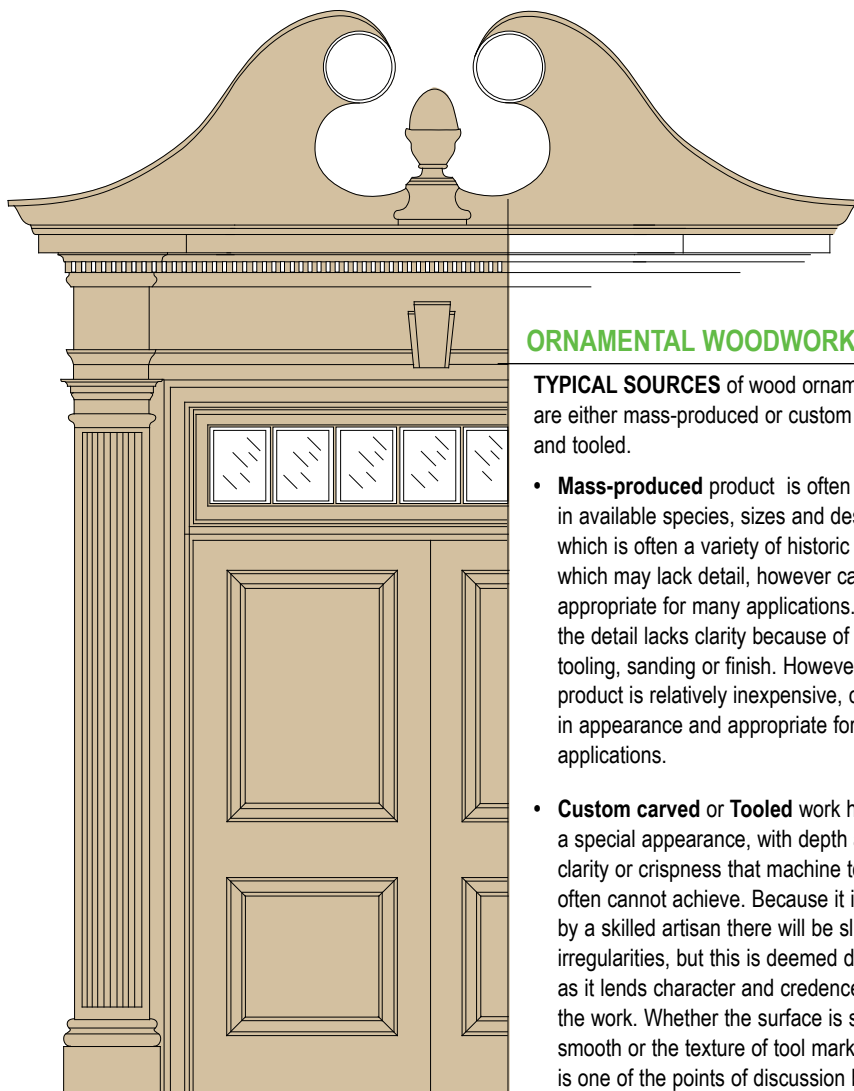 ORNAMENTAL WOODWORK
TYPICAL SOURCES of wood
are either mass-produced or custom
and tooled.
• Mass-produced product is often
in available species, sizes and
which is often a variety of historic
which may lack detail, however
appropriate for many applications.
the detail lacks clarity because of
tooling, sanding or finish.
product is relatively inexpensive,
in appearance and appropriate for
applications.
• Custom carved or Tooled work
a special appearance, with depth
clarity or crispness that machine
often cannot achieve. Because it
by a skilled artisan there will be
irregularities, but this is deemed
as it lends character and credence
the work. Whether the surface is
smooth or the texture of tool
is one of the points of discussion